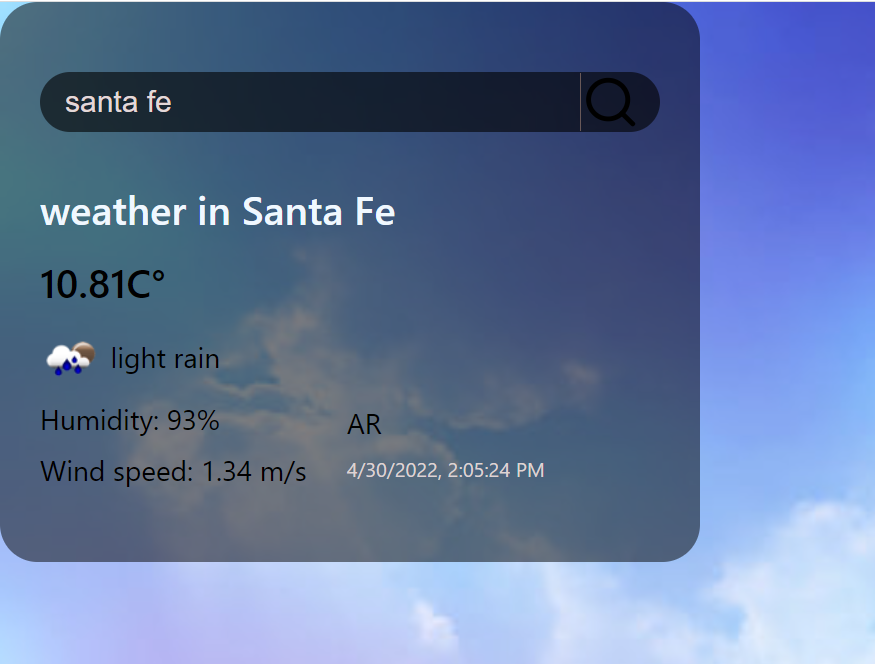 santa fe
weather in Santa Fe
10.81C°
light rain
Humidity: 93%
AR
Wind speed: 1.34 m/s
4/30/2022, 2:05:24 PM